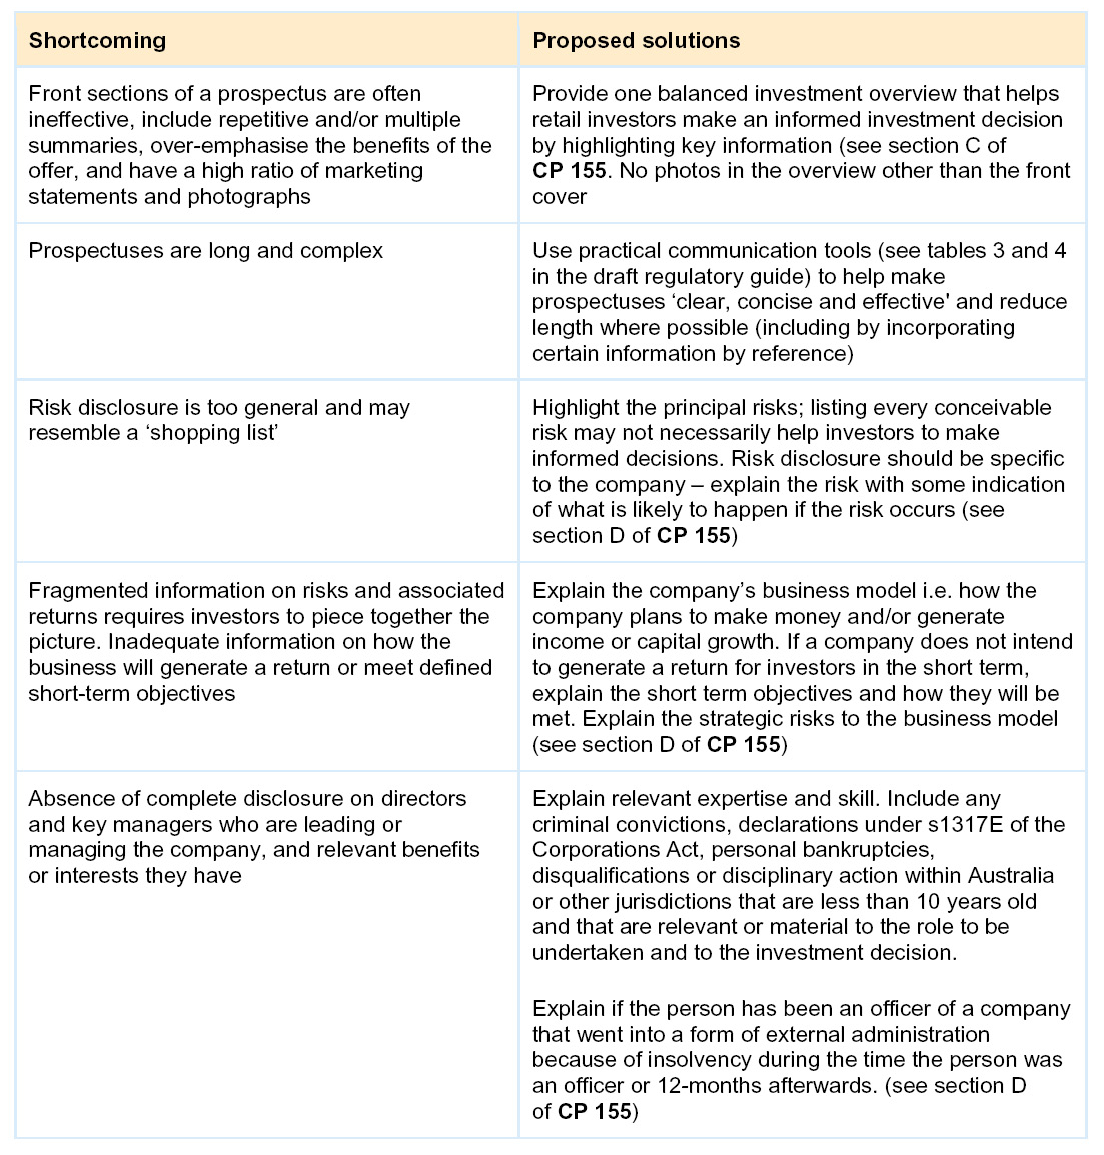 Shortcoming
Proposed solutions
Front sections of a prospectus are often
ineffective, include repetitive and/or multiple
summaries, over-emphasise the benefits of the
offer, and have a high ratio of marketing
statements and photographs
Provide one balanced investment overview that helps
retail investors make an informed investment decision
by highlighting key information (see section C of
CP 155. No photos in the overview other than the front
cover
Prospectuses are long and complex
Use practical communication tools (see tables 3 and 4
in the draft regulatory guide) to help make
prospectuses ‘clear, concise and effective' and reduce
length where possible (including by incorporating
certain information by reference)
Risk disclosure is too general and may
resemble a ‘shopping list’
Highlight the principal risks; listing every conceivable
risk may not necessarily help investors to make
informed decisions. Risk disclosure should be specific
to the company – explain the risk with some indication
of what is likely to happen if the risk occurs (see
section D of CP 155)
Fragmented information on risks and associated
returns requires investors to piece together the
picture. Inadequate information on how the
business will generate a return or meet defined
short-term objectives
Explain the company’s business model i.e. how the
company plans to make money and/or generate
income or capital growth. If a company does not intend
to generate a return for investors in the short term,
explain the short term objectives and how they will be
met. Explain the strategic risks to the business model
(see section D of CP 155)
Absence of complete disclosure on directors
and key managers who are leading or
managing the company, and relevant benefits
or interests they have
Explain relevant expertise and skill. Include any
criminal convictions, declarations under s1317E of the
Corporations Act, personal bankruptcies,
disqualifications or disciplinary action within Australia
or other jurisdictions that are less than 10 years old
and that are relevant or material to the role to be
undertaken and to the investment decision.
Explain if the person has been an officer of a company
that went into a form of external administration
because of insolvency during the time the person was
an officer or 12-months afterwards. (see section D
of CP 155)